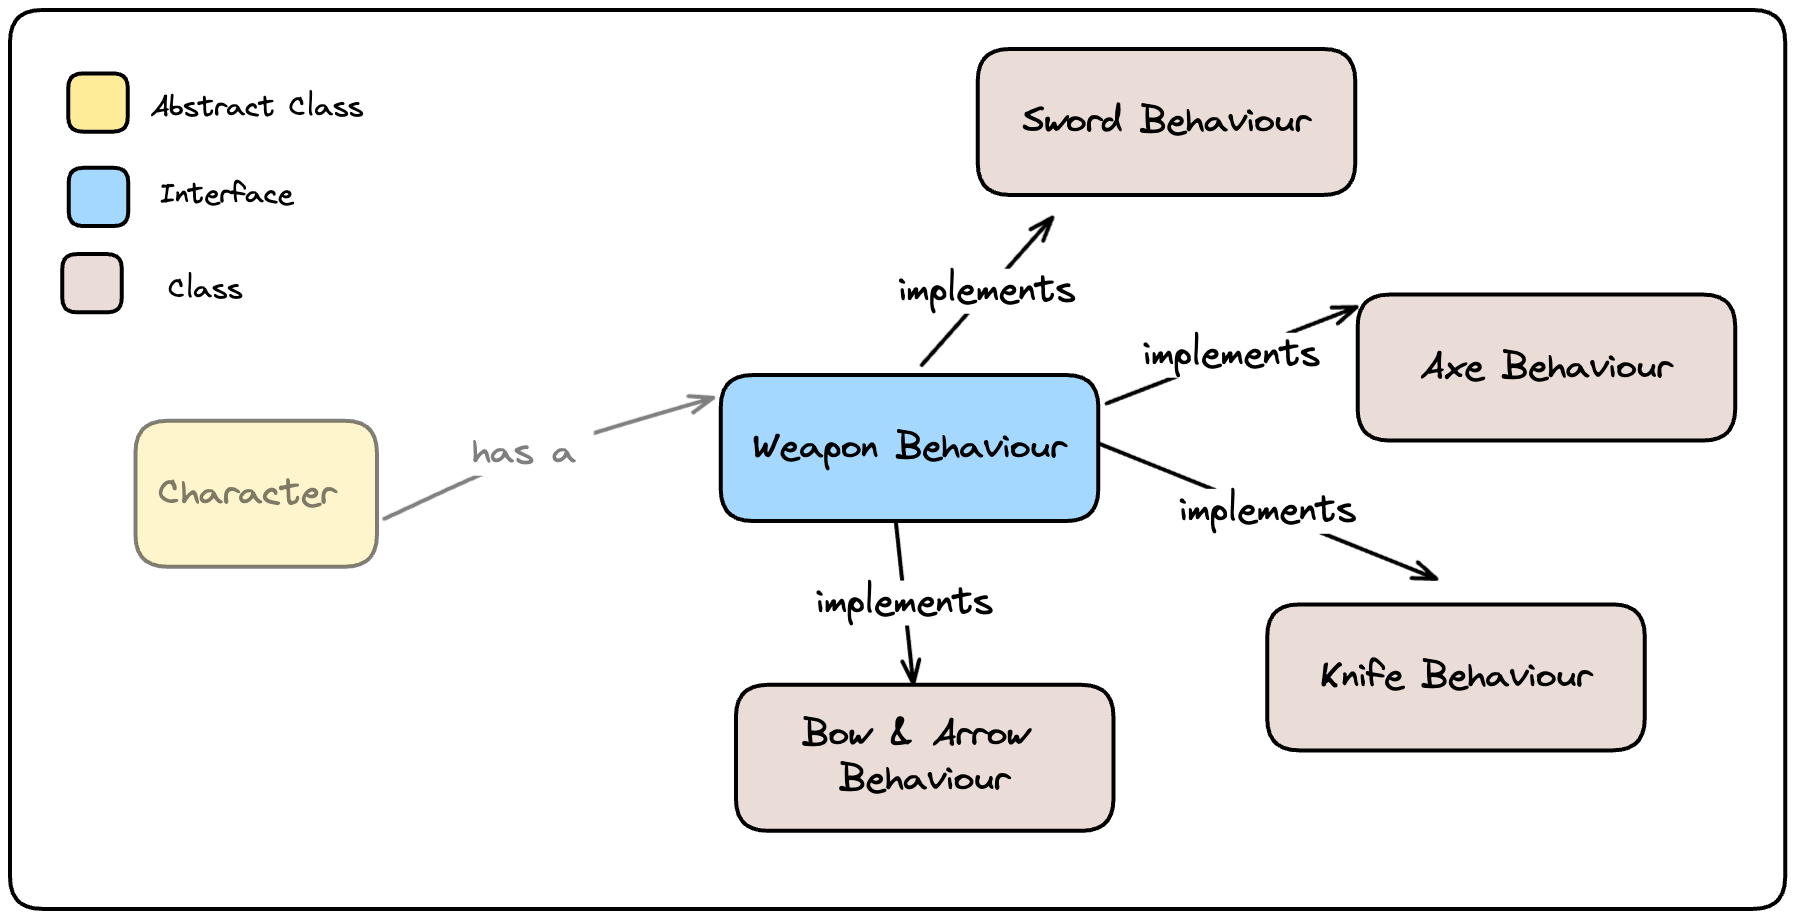 Abstract Class
Interface
Class
Sword Behaviour
implements
implements
Axe Behaviour
has a
Character
Weapon Behaviour
implements
implements
Bow & Arrow
Behaviour
Knife Behaviour